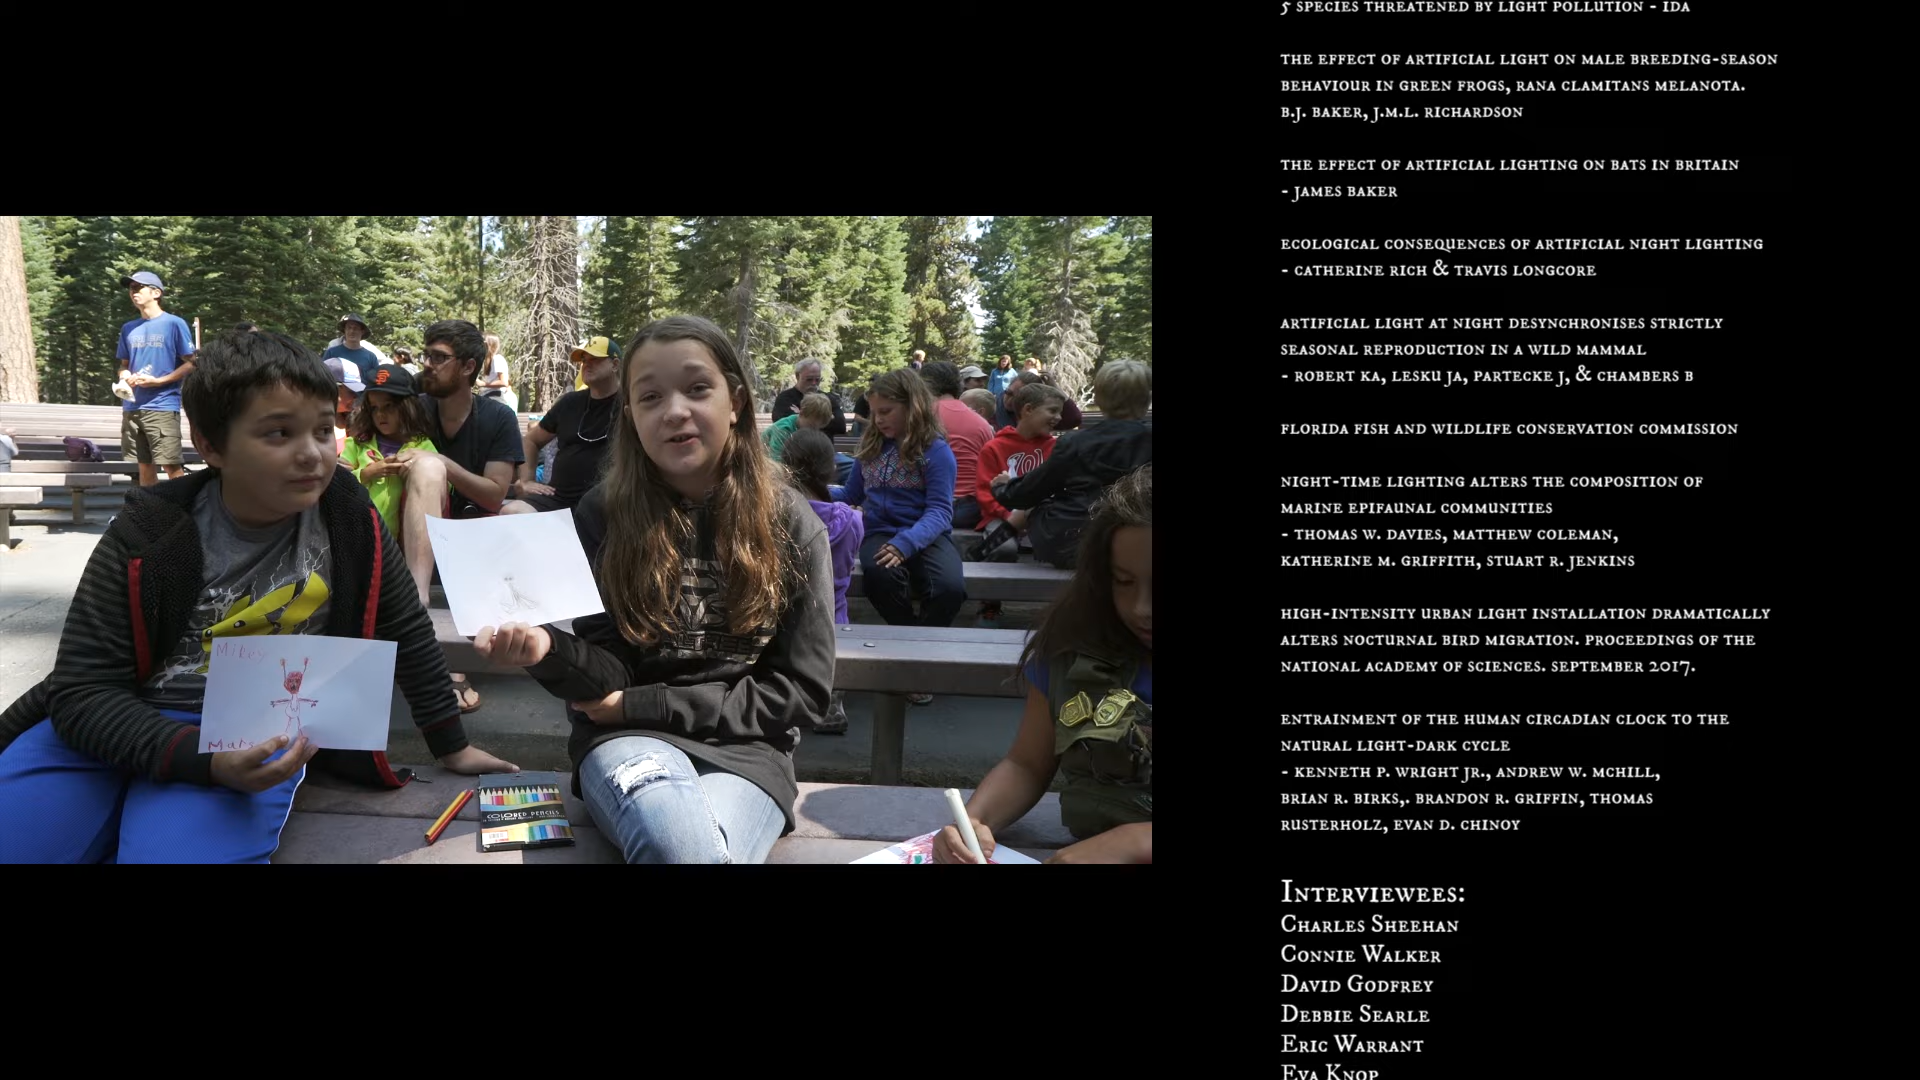 5 SPECIES THREATENED BY LIGHT POLLUTION - IDA
THE EFFECT OF ARTIFICIAL LIGHT ON MALE BREEDING-SEASON
BEHAVIOUR IN GREEN FROGS, RANA CLAMITANS MELANOTA.
B.J. BAKER, J.M.L. RICHARDSON
THE EFFECT OF ARTIFICIAL LIGHTING ON BATS IN BRITAIN
- JAMES BAKER
ECOLOGICAL CONSEQUENCES OF ARTIFICIAL NIGHT LIGHTING
- CATHERINE RICH & TRAVIS LONGCORE
ARTIFICIAL LIGHT AT NIGHT DESYNCHRONISES STRICTLY
SEASONAL REPRODUCTION IN A WILD MAMMAL
- ROBERT KA, LESKU JA, PARTECKE J, & CHAMBERS B
FLORIDA FISH AND WILDLIFE CONSERVATION COMMISSION
NIGHT-TIME LIGHTING ALTERS THE COMPOSITION OF
MARINE EPIFAUNAL COMMUNITIES
- THOMAS W. DAVIES, MATTHEW COLEMAN,
KATHERINE M. GRIFFITH, STUART R. JENKINS
HIGH-INTENSITY URBAN LIGHT INSTALLATION DRAMATICALLY
ALTERS NOCTURNAL BIRD MIGRATION. PROCEEDINGS OF THE
NATIONAL ACADEMY OF SCIENCES. SEPTEMBER 2017.
ENTRAINMENT OF THE HUMAN CIRCADIAN CLOCK TO THE
NATURAL LIGHT-DARK CYCLE
- KENNETH P. WRIGHT JR., ANDREW W. MCHILL,
BRIAN R. BIRKS,. BRANDON R. GRIFFIN, THOMAS
RUSTERHOLZ, EVAN D. CHINOY
INTERVIEWEES:
CHARLES SHEEHAN
CONNIE WALKER
DAVID GODFREY
DEBBIE SEARLE
ERIC WARRANT
EVA KNOP
Mikey
Mars
COLORED PENCILS